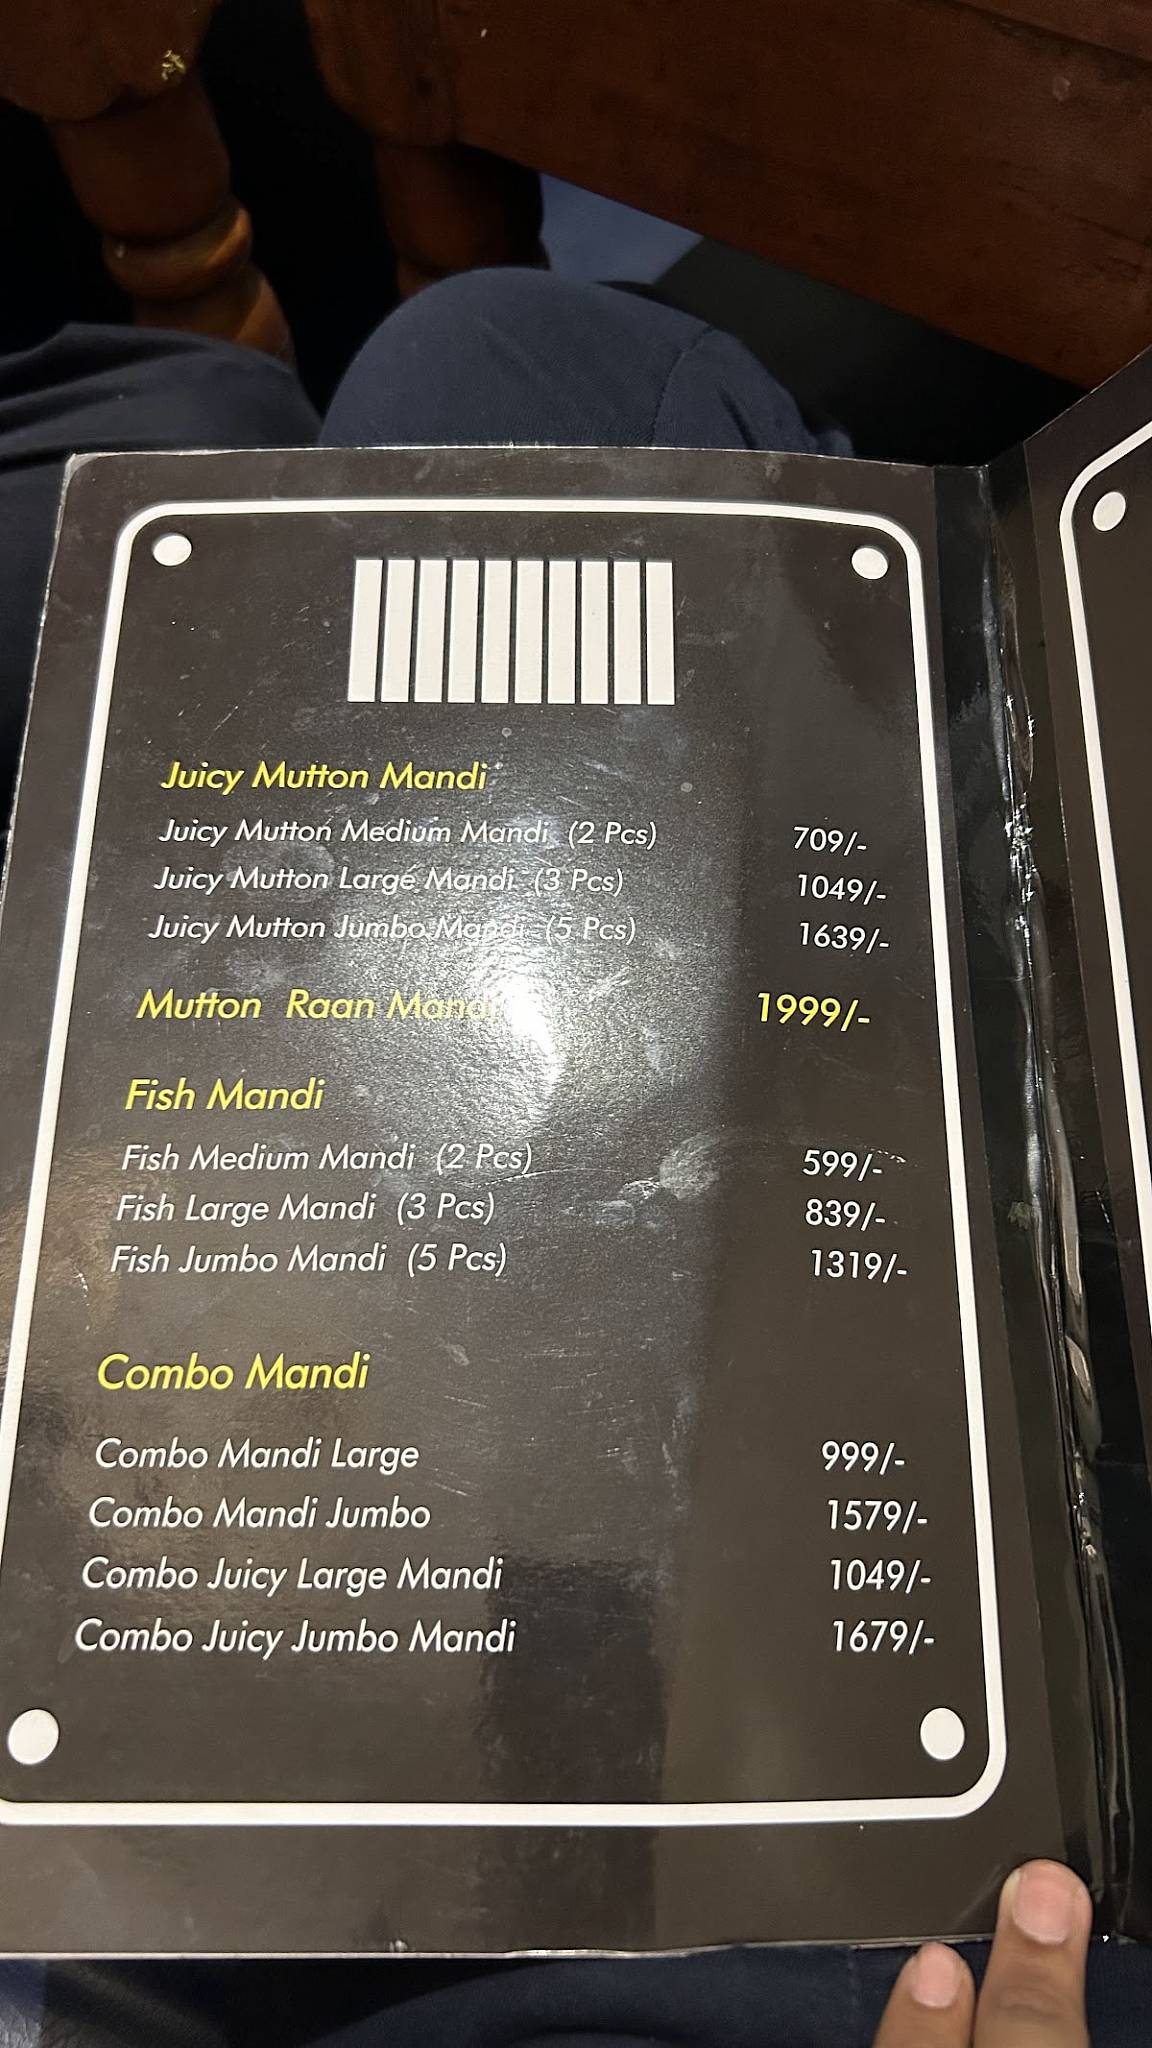 Juicy Mutton Mandi
Juicy Mutton Medium Mandi (2 Pcs) 709/-
Juicy Mutton Large Mandi (3 Pcs) 1049/-
Juicy Mutton Jumbo Mandi (5 Pcs) 1639/-
Mutton Raan Mandi 1999/-
Fish Mandi
Fish Medium Mandi (2 Pcs) 599/-
Fish Large Mandi (3 Pcs) 839/-
Fish Jumbo Mandi (5 Pcs) 1319/-
Combo Mandi
Combo Mandi Large 999/-
Combo Mandi Jumbo 1579/-
Combo Juicy Large Mandi 1049/-
Combo Juicy Jumbo Mandi 1679/-